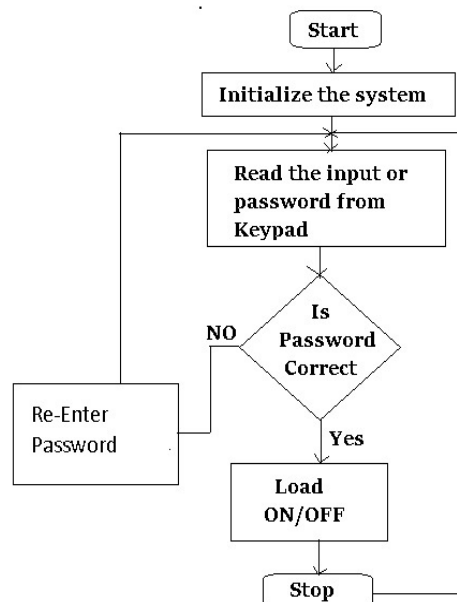 Start
Initialize the system
Read the input or
password from
Keypad
Is
Password
Correct
NO
Re-Enter
Password
Yes
Load
ON/OFF
Stop